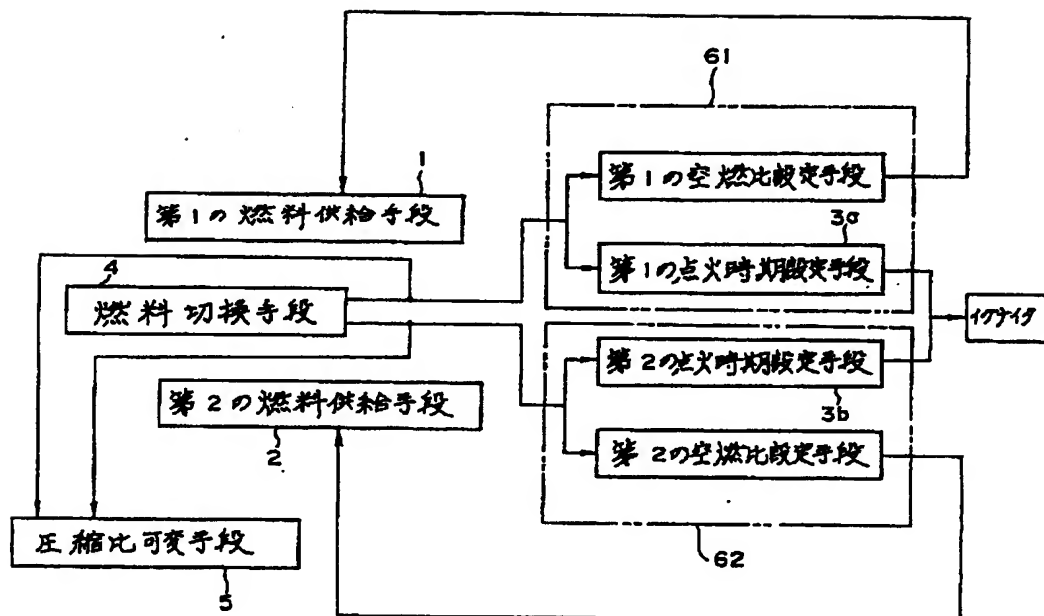 61
1
第1の空燃比設定手段
第1の燃料供給手段
3a
4
第1の点火時期設定手段
燃料切換手段
イグナイタ
第2の点火時期設定手段
第2の燃料供給手段
3b
2
第2の空燃比設定手段
圧縮比可変手段
62
5